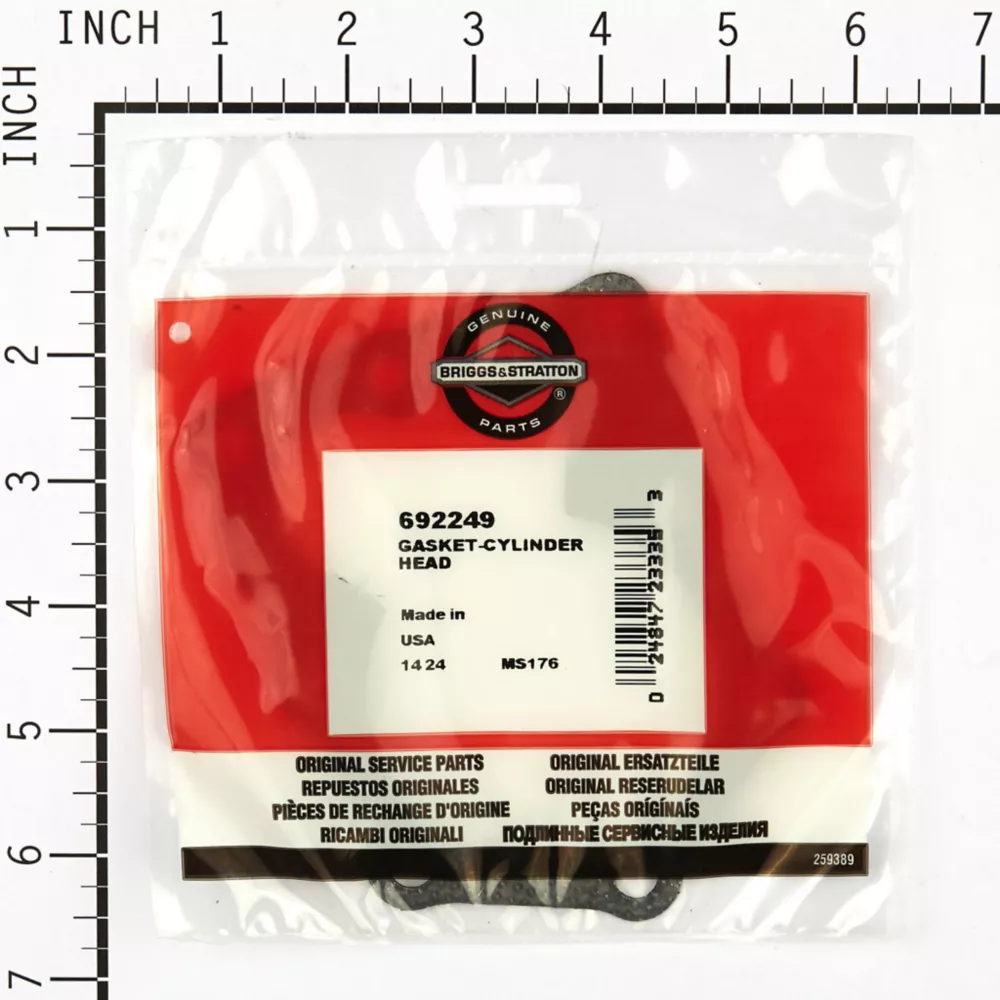 INCH 1 2 3 4 5 6 7
INCH
1
2
3
4
5
6
7
GENUINE
BRIGGS&STRATTON
®
PARTS
692249
GASKET-CYLINDER
HEAD
Made in
USA
14 24 MS176
0 24847 23335 3
ORIGINAL SERVICE PARTS
REPUESTOS ORIGINALES
PIÈCES DE RECHANGE D'ORIGINE
RICAMBI ORIGINALI
ORIGINAL ERSATZTEILE
ORIGINAL RESERUDELAR
PEÇAS ORÍGÍNAÍS
ПОДЛИННЫЕ СЕРВИСНЫЕ ИЗДЕЛИЯ
259389